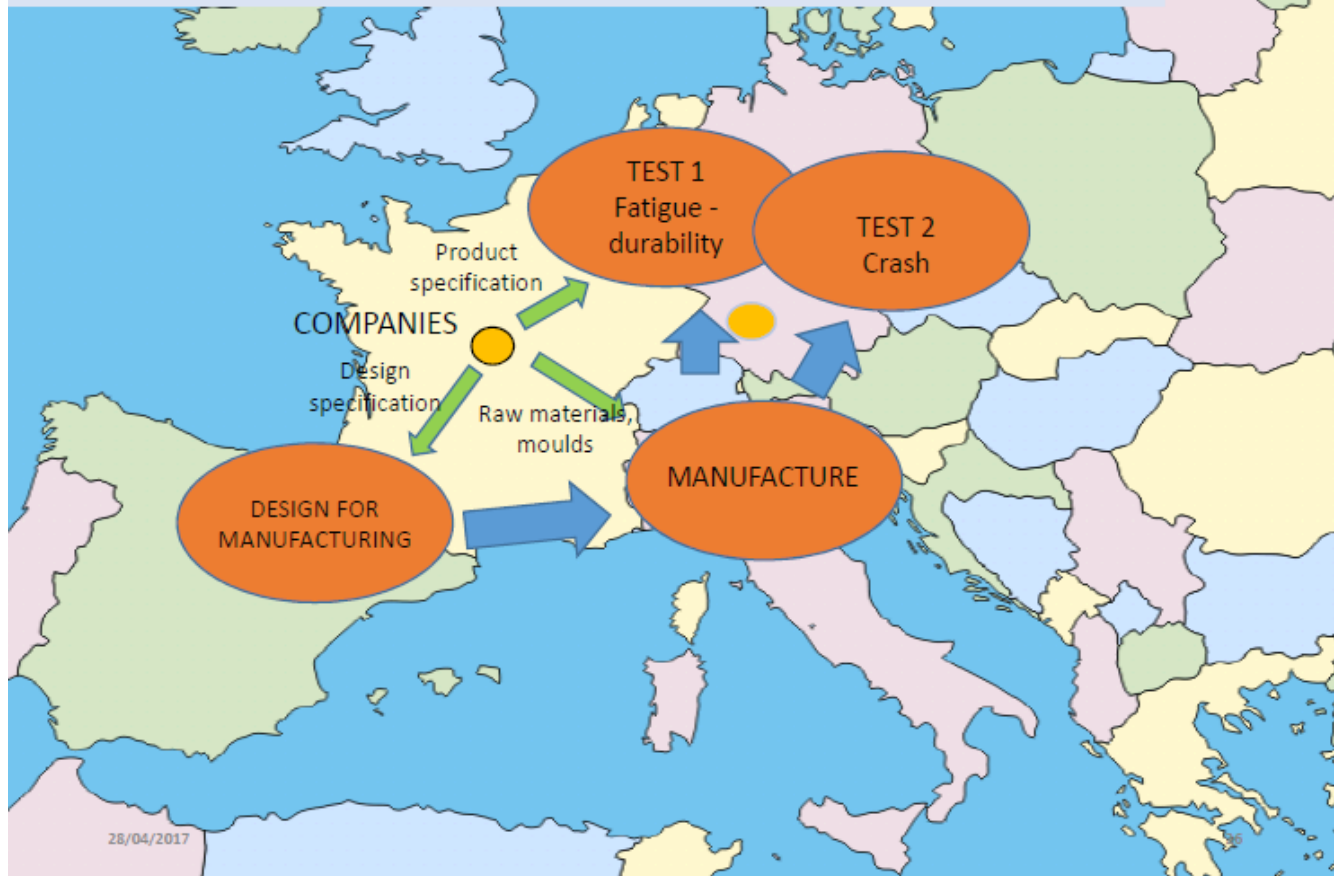 TEST 1
Fatigue -
durability
TEST 2
Crash
Product
specification
COMPANIES
Design
specification
Raw materials,
moulds
MANUFACTURE
DESIGN FOR
MANUFACTURING
28/04/2017